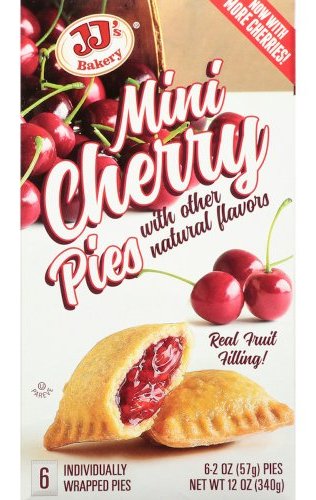 JJ's
Bakery
®
NOW WITH
MORE CHERRIES!
Mini
Cherry
Pies
with other
natural flavors
Real Fruit
Filling!
U
PAREVE
6 INDIVIDUALLY
WRAPPED PIES
6-2 OZ (57g) PIES
NET WT 12 OZ (340g)